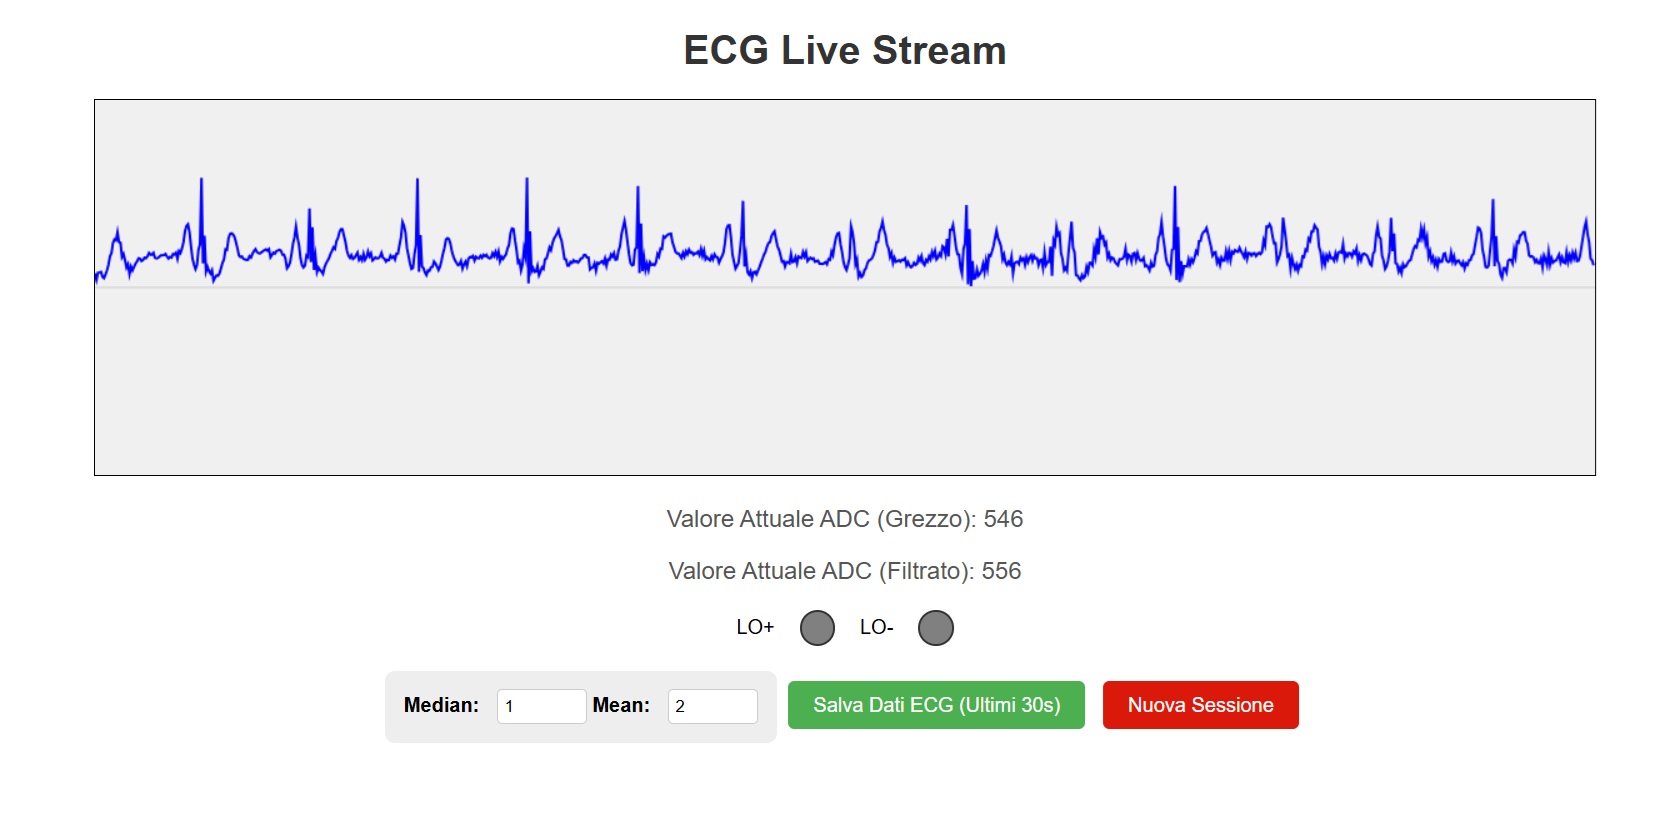 ECG Live Stream
Valore Attuale ADC (Grezzo): 546
Valore Attuale ADC (Filtrato): 556
LO+ LO-
Median: 1 Mean: 2 Salva Dati ECG (Ultimi 30s) Nuova Sessione